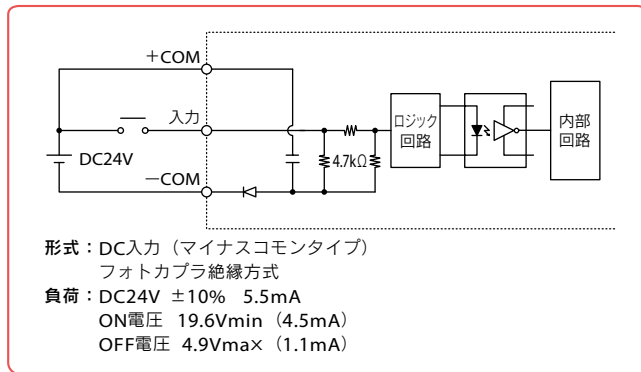 +COM
入力
DC24V
−COM
4.7kΩ
ロジック
回路
内部
回路
形式：DC入力（マイナスコモンタイプ）
フォトカプラ絶縁方式
負荷：DC24V ±10% 5.5mA
ON電圧 19.6Vmin（4.5mA）
OFF電圧 4.9Vma×（1.1mA）